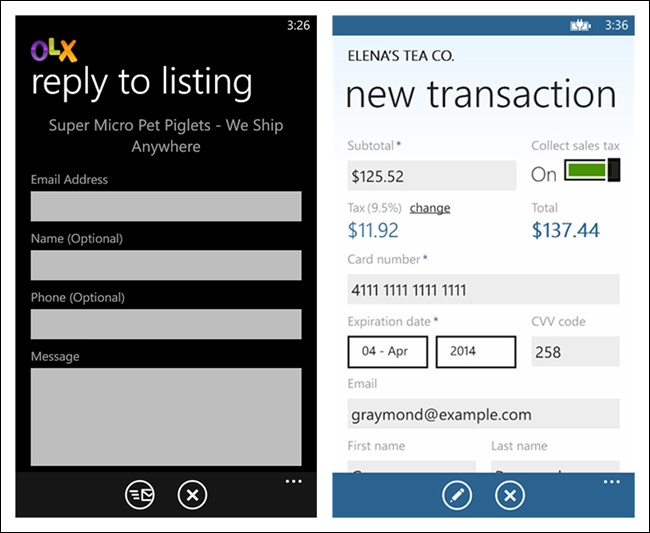 3:26
OLX
reply to listing
Super Micro Pet Piglets - We Ship
Anywhere
Email Address
Name (Optional)
Phone (Optional)
Message
3:36
ELENA'S TEA CO.
new transaction
Subtotal* Collect sales tax
$125.52 On
Tax (9.5%) change Total
$11.92 $137.44
Card number*
4111 1111 1111 1111
Expiration date* CVV code
04 - Apr 2014 258
Email
graymond@example.com
First name Last name